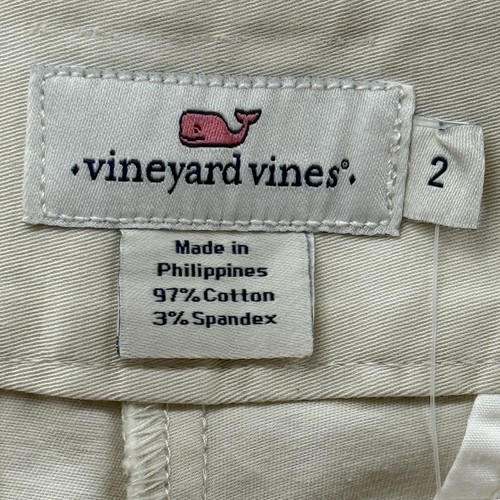 ·vineyard vines®·
2
Made in
Philippines
97% Cotton
3% Spandex